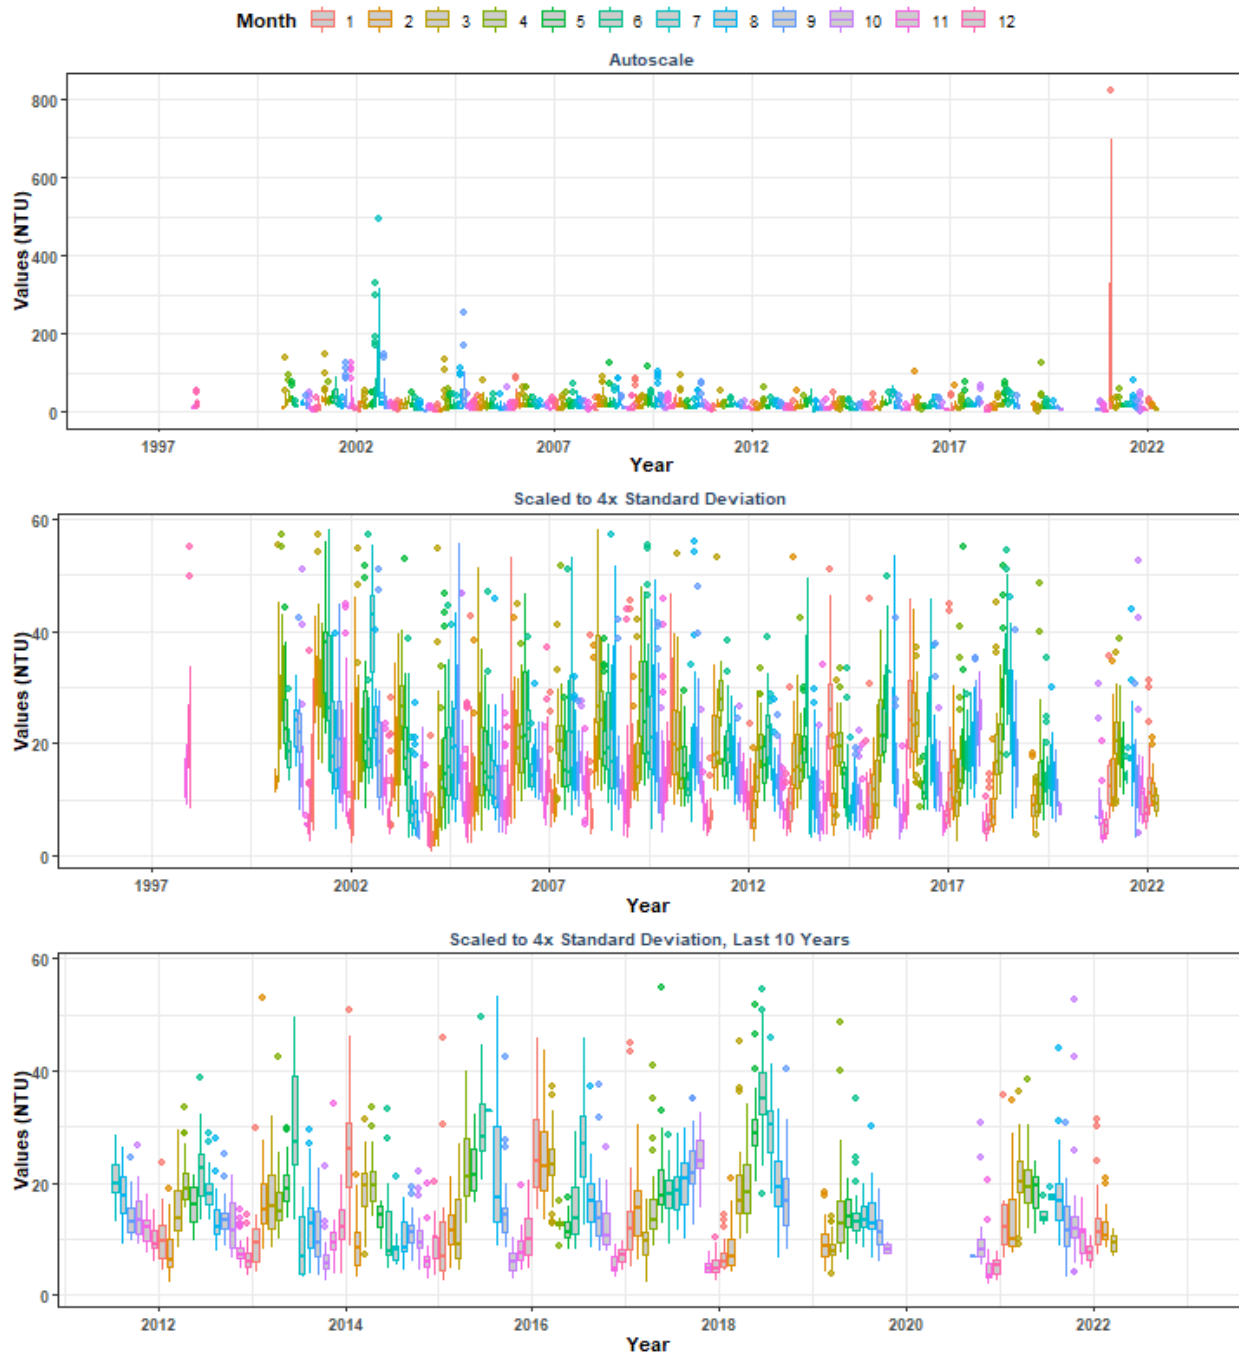 Month 1 2 3 4 5 6 7 8 9 10 11 12
Autoscale
Values (NTU)
800
600
400
200
0
1997 2002 2007 2012 2017 2022
Year
Scaled to 4x Standard Deviation
Values (NTU)
60
40
20
0
1997 2002 2007 2012 2017 2022
Year
Scaled to 4x Standard Deviation, Last 10 Years
Values (NTU)
60
40
20
0
2012 2014 2016 2018 2020 2022
Year